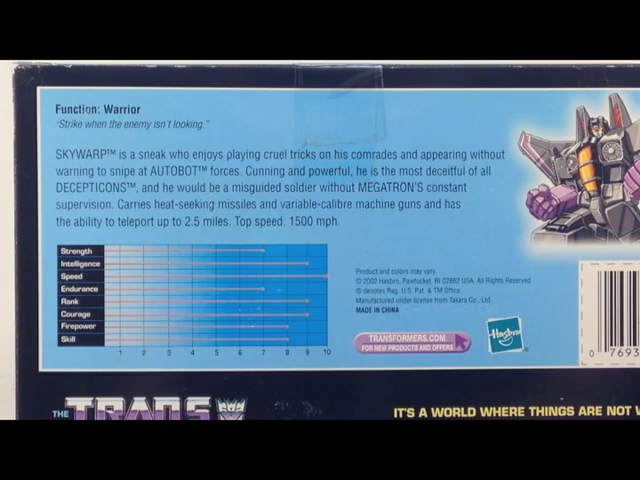 Function: Warrior
"Strike when the enemy isn't looking."
SKYWARP™ is a sneak who enjoys playing cruel tricks on his comrades and appearing without
warning to snipe at AUTOBOT™ forces. Cunning and powerful, he is the most deceitful of all
DECEPTICONS™, and he would be a misguided soldier without MEGATRON'S constant
supervision. Carries heat-seeking missiles and variable-calibre machine guns and has
the ability to teleport up to 2.5 miles. Top speed: 1500 mph.
Strength
Intelligence
Speed
Endurance
Rank
Courage
Firepower
Skill
1 2 3 4 5 6 7 8 9 10
Product and colors may vary.
© 2002 Hasbro, Pawtucket, RI 02862 USA. All Rights Reserved
® denotes Reg. U.S. Pat. & TM Office.
Manufactured under license from Takara Co., Ltd.
MADE IN CHINA
TRANSFORMERS.COM
FOR NEW PRODUCTS AND OFFERS
Hasbro
0 7693
THE TRANS
IT'S A WORLD WHERE THINGS ARE NOT